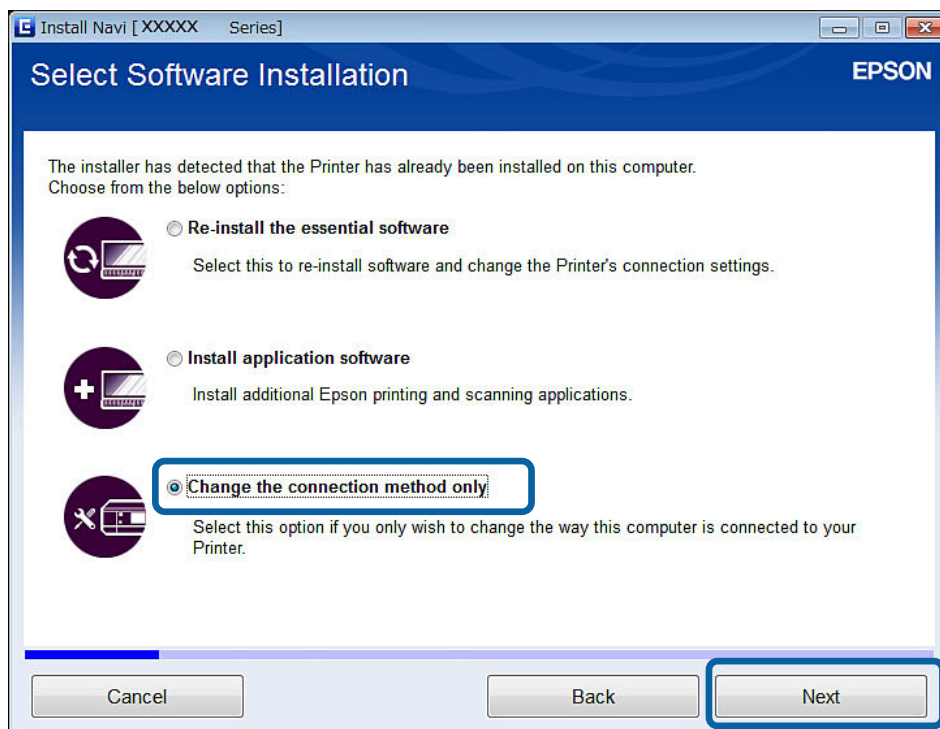 Install Navi [ XXXXX Series]
Select Software Installation
EPSON
The installer has detected that the Printer has already been installed on this computer.
Choose from the below options:
Re-install the essential software
Select this to re-install software and change the Printer's connection settings.
Install application software
Install additional Epson printing and scanning applications.
Change the connection method only
Select this option if you only wish to change the way this computer is connected to your
Printer.
Cancel
Back
Next